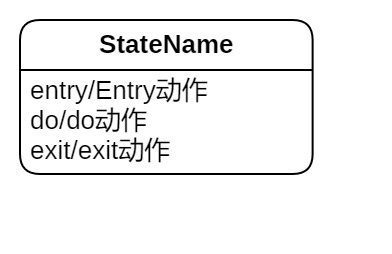 StateName
entry/Entry动作
do/do动作
exit/exit动作